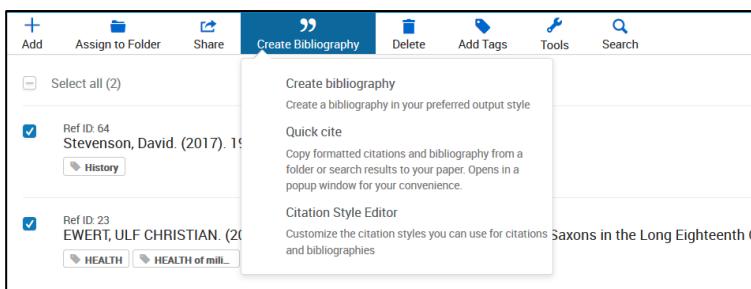 Add Assign to Folder Share Create Bibliography Delete Add Tags Tools Search
Select all (2)
Create bibliography
Create a bibliography in your preferred output style
Quick cite
Copy formatted citations and bibliography from a
folder or search results to your paper. Opens in a
popup window for your convenience.
Citation Style Editor
Customize the citation styles you can use for citations
and bibliographies
Ref ID: 64
Stevenson, David. (2017). 19
History
Ref ID: 23
EWERT, ULF CHRISTIAN. (20 Saxons in the Long Eighteenth
HEALTH HEALTH of mili...